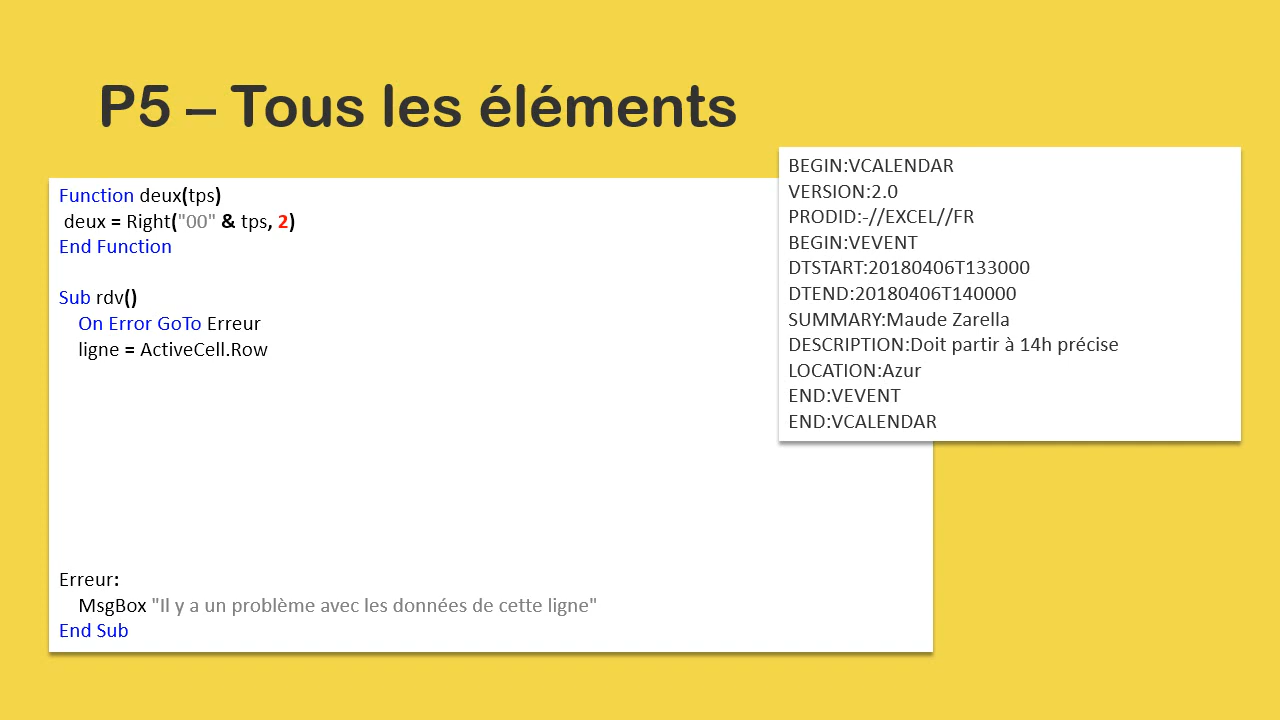 P5 – Tous les éléments
Function deux(tps)
deux = Right("00" & tps, 2)
End Function
Sub rdv()
On Error GoTo Erreur
ligne = ActiveCell.Row
Erreur:
MsgBox "Il y a un problème avec les données de cette ligne"
End Sub
BEGIN:VCALENDAR
VERSION:2.0
PRODID:-//EXCEL//FR
BEGIN:VEVENT
DTSTART:20180406T133000
DTEND:20180406T140000
SUMMARY:Maude Zarella
DESCRIPTION:Doit partir à 14h précise
LOCATION:Azur
END:VEVENT
END:VCALENDAR